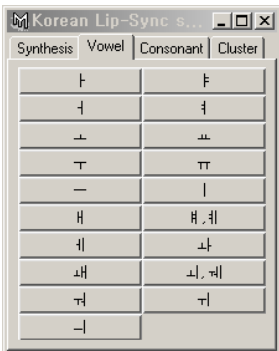 Korean Lip-Sync s...
Synthesis Vowel Consonant Cluster
ㅏ ㅑ
ㅓ ㅕ
ㅗ ㅛ
ㅜ ㅠ
ㅡ ㅣ
ㅐ ㅒ,ㅖ
ㅔ ㅘ
ㅙ ㅚ,ㅞ
ㅝ ㅟ
ㅢ